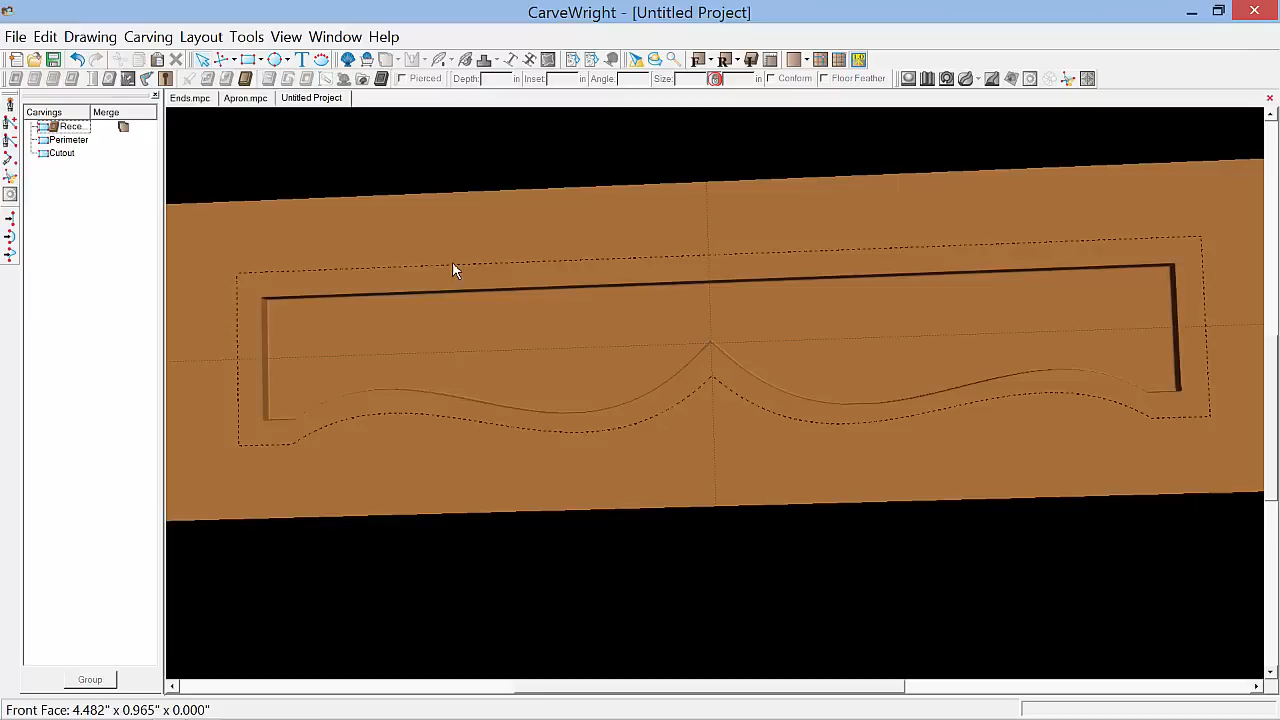 CarveWright - [Untitled Project]
File Edit Drawing Carving Layout Tools View Window Help
Pierced Depth: in Inset: in Angle: Size: in Conform Floor Feather
Ends.mpc Apron.mpc Untitled Project
Carvings Merge
Rece...
Perimeter
Cutout
Group
Front Face: 4.482" x 0.965" x 0.000"